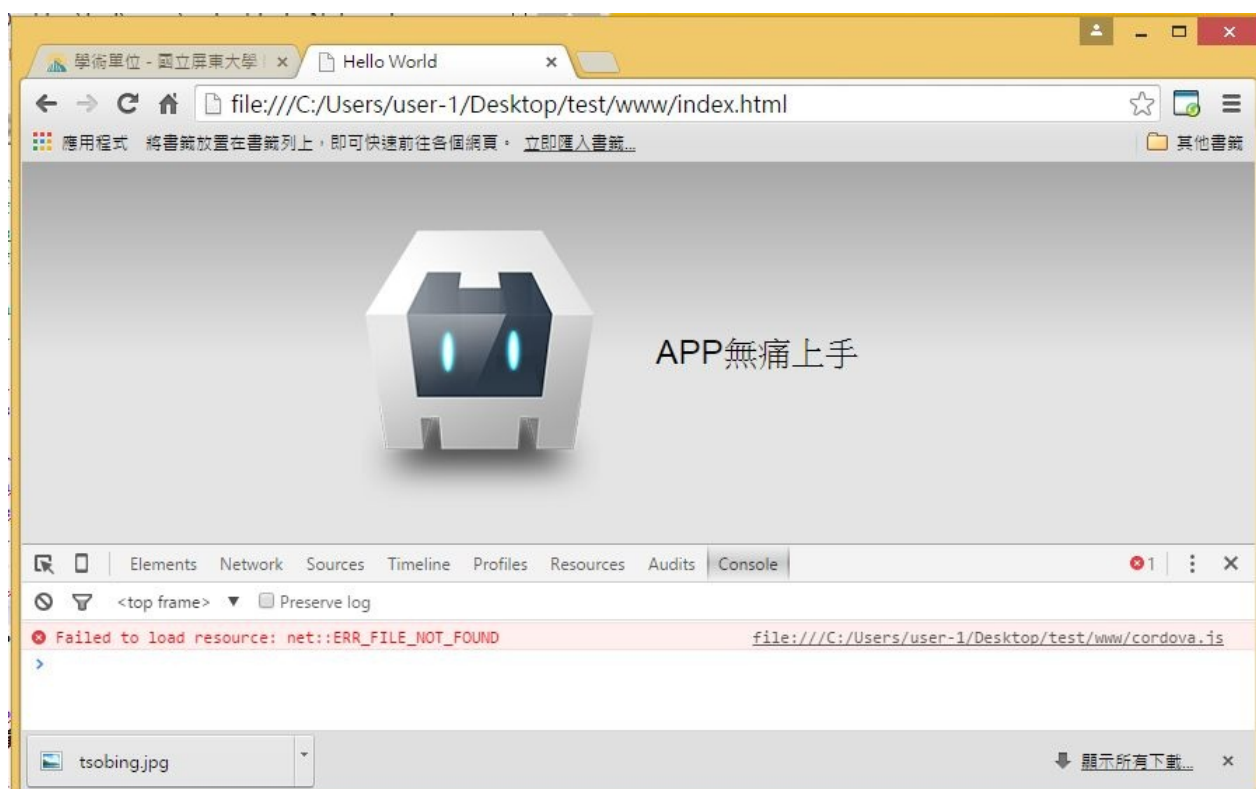 學術單位 - 國立屏東大學
Hello World
file:///C:/Users/user-1/Desktop/test/www/index.html
應用程式 將書籤放置在書籤列上，即可快速前往各個網頁。 立即匯入書籤... 其他書籤
APP無痛上手
Elements Network Sources Timeline Profiles Resources Audits Console 1
<top frame> ▼ Preserve log
Failed to load resource: net::ERR_FILE_NOT_FOUND file:///C:/Users/user-1/Desktop/test/www/cordova.js
>
tsobing.jpg 顯示所有下載...